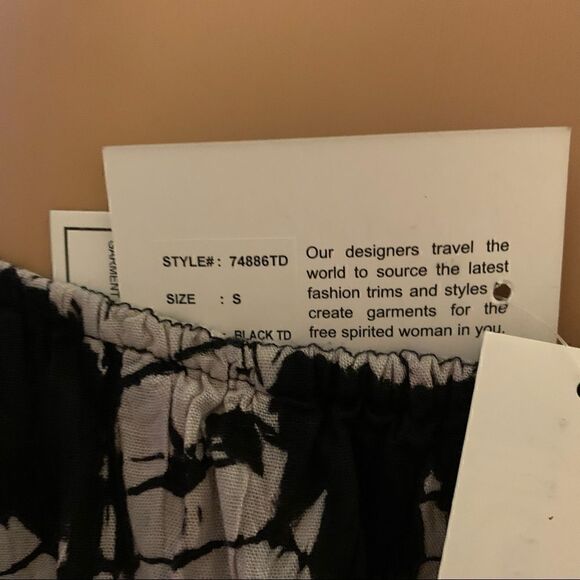 GARMENT
STYLE#: 74886TD
SIZE : S
: BLACK TD
Our designers travel the
world to source the latest
fashion trims and styles
create garments for the
free spirited woman in you.